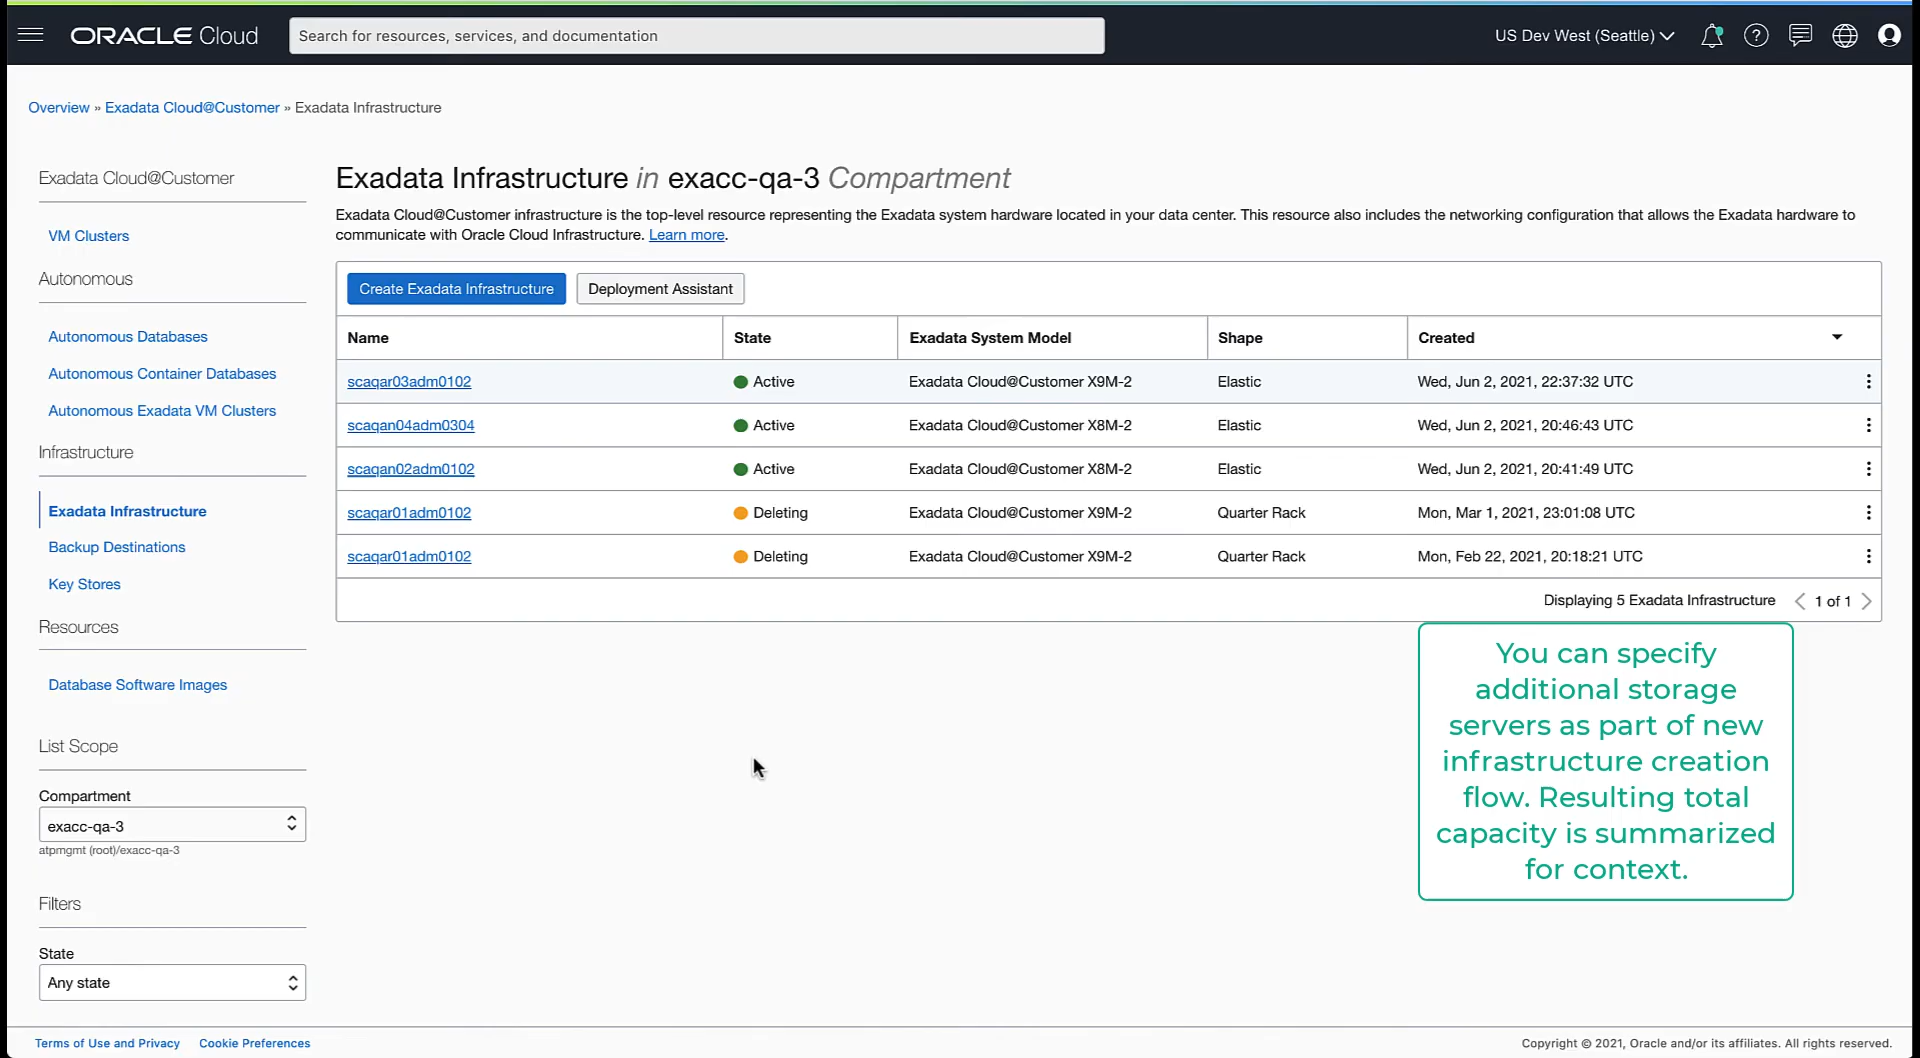 ORACLE Cloud
Search for resources, services, and documentation
US Dev West (Seattle)
Overview » Exadata Cloud@Customer » Exadata Infrastructure
Exadata Cloud@Customer
VM Clusters
Autonomous
Autonomous Databases
Autonomous Container Databases
Autonomous Exadata VM Clusters
Infrastructure
Exadata Infrastructure
Backup Destinations
Key Stores
Resources
Database Software Images
List Scope
Compartment
exacc-qa-3
atpmgmt (root)/exacc-qa-3
Filters
State
Any state
Exadata Infrastructure in exacc-qa-3 Compartment
Exadata Cloud@Customer infrastructure is the top-level resource representing the Exadata system hardware located in your data center. This resource also includes the networking configuration that allows the Exadata hardware to
communicate with Oracle Cloud Infrastructure. Learn more.
Create Exadata Infrastructure Deployment Assistant
Name State Exadata System Model Shape Created
scaqar03adm0102 Active Exadata Cloud@Customer X9M-2 Elastic Wed, Jun 2, 2021, 22:37:32 UTC
scaqan04adm0304 Active Exadata Cloud@Customer X8M-2 Elastic Wed, Jun 2, 2021, 20:46:43 UTC
scaqan02adm0102 Active Exadata Cloud@Customer X8M-2 Elastic Wed, Jun 2, 2021, 20:41:49 UTC
scaqar01adm0102 Deleting Exadata Cloud@Customer X9M-2 Quarter Rack Mon, Mar 1, 2021, 23:01:08 UTC
scaqar01adm0102 Deleting Exadata Cloud@Customer X9M-2 Quarter Rack Mon, Feb 22, 2021, 20:18:21 UTC
Displaying 5 Exadata Infrastructure 1 of 1
You can specify
additional storage
servers as part of new
infrastructure creation
flow. Resulting total
capacity is summarized
for context.
Terms of Use and Privacy Cookie Preferences
Copyright © 2021, Oracle and/or its affiliates. All rights reserved.